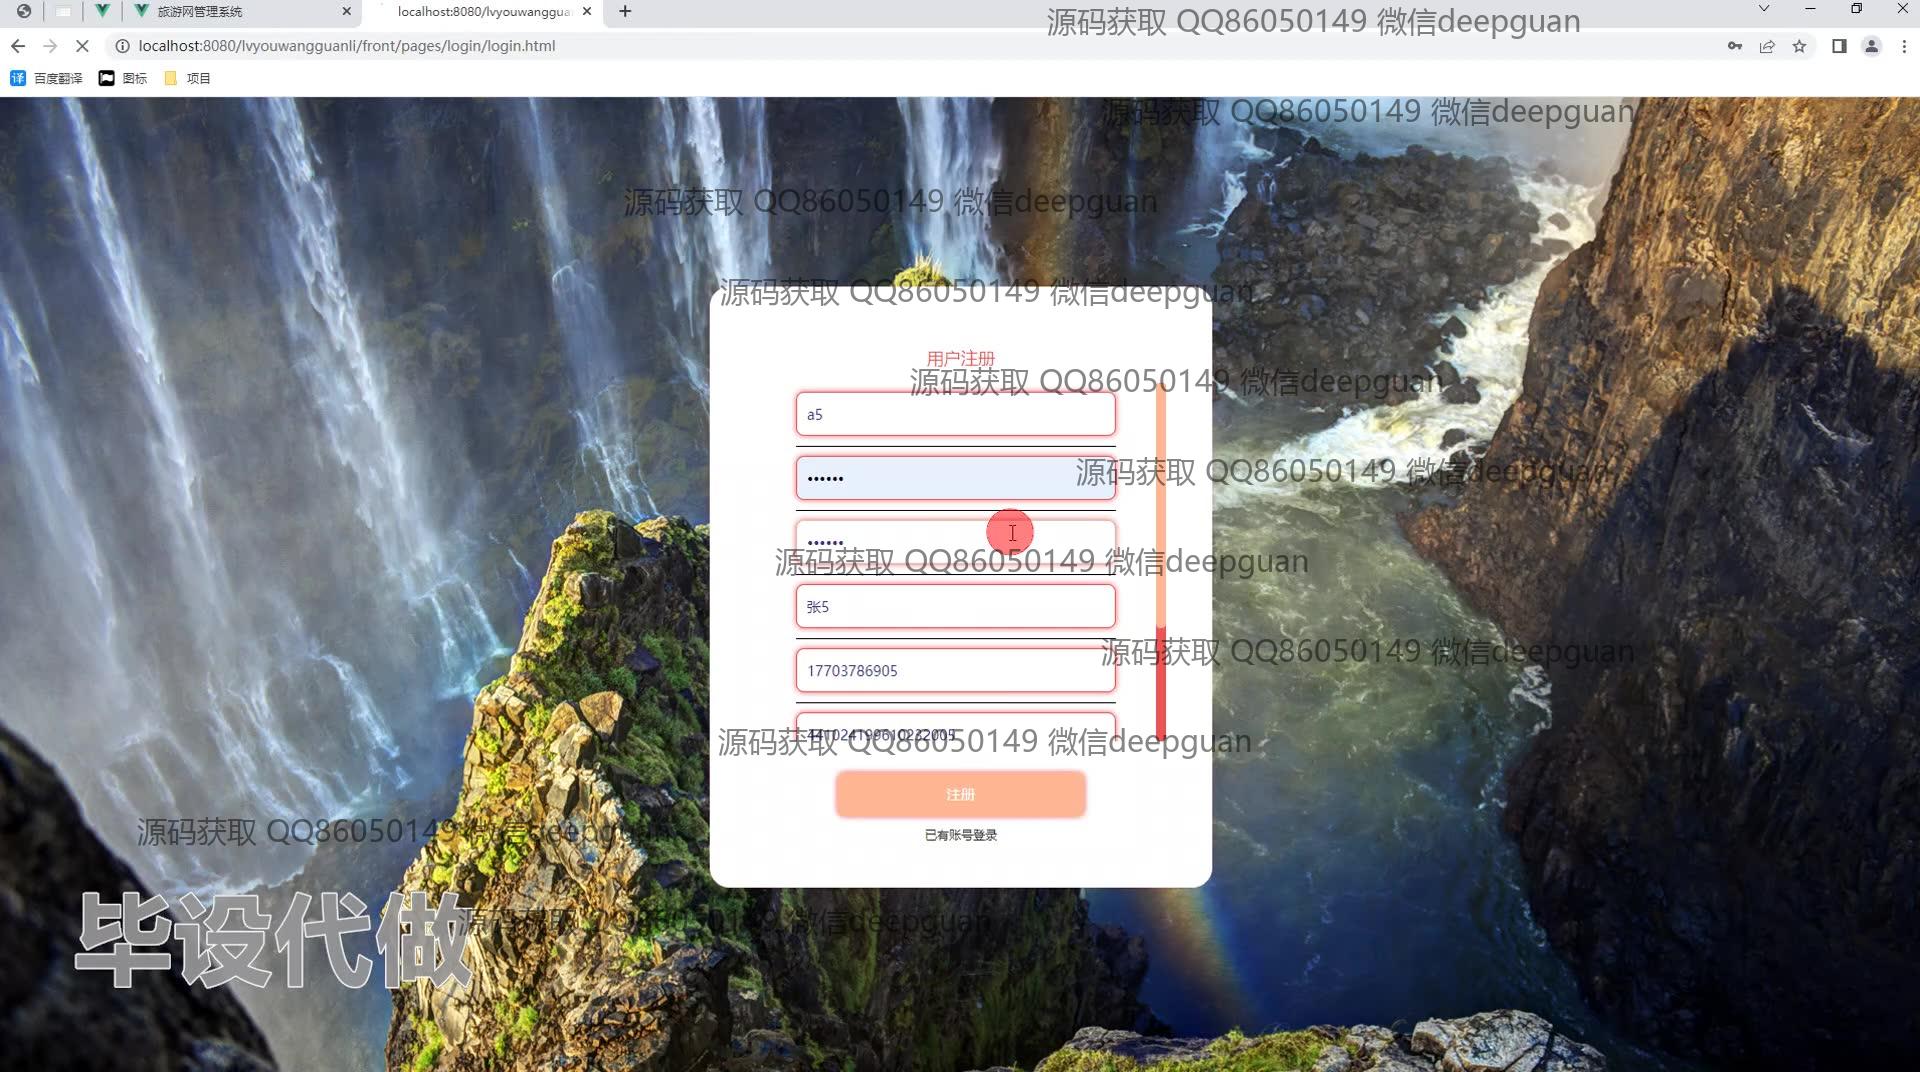 旅游网管理系统
localhost:8080/lvyouwanggua
源码获取 QQ86050149 微信deepguan
localhost:8080/lvyouwangguanli/front/pages/login/login.html
百度翻译
图标
项目
源码获取 QQ86050149 微信deepguan
源码获取 QQ86050149 微信deepguan
源码获取 QQ86050149 微信deepguan
用户注册
源码获取 QQ86050149 微信deepguan
a5
源码获取 QQ86050149 微信deepguan
源码获取 QQ86050149 微信deepguan
张5
源码获取 QQ86050149 微信deepguan
17703786905
441024199610232005
源码获取 QQ86050149 微信deepguan
注册
源码获取 QQ86050149 微信deepguan
已有账号登录
毕设代做
源码获取 QQ86050149 微信deepguan